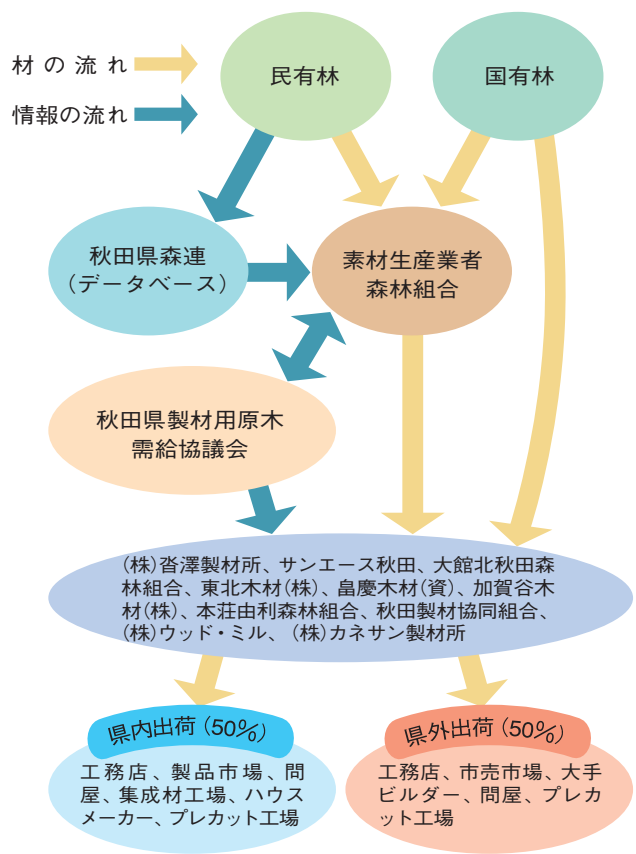 材の流れ
情報の流れ
民有林
国有林
秋田県森連
（データベース）
素材生産業者
森林組合
秋田県製材用原木
需給協議会
（株）沓澤製材所、サンエース秋田、大館北秋田森
林組合、東北木材（株）、畠慶木材（資）、加賀谷木
材（株）、本荘由利森林組合、秋田製材協同組合、
（株）ウッド・ミル、（株）カネサン製材所
県内出荷（50%）
工務店、製品市場、問
屋、集成材工場、ハウス
メーカー、プレカット工場
県外出荷（50%）
工務店、市売市場、大手
ビルダー、問屋、プレカ
ット工場